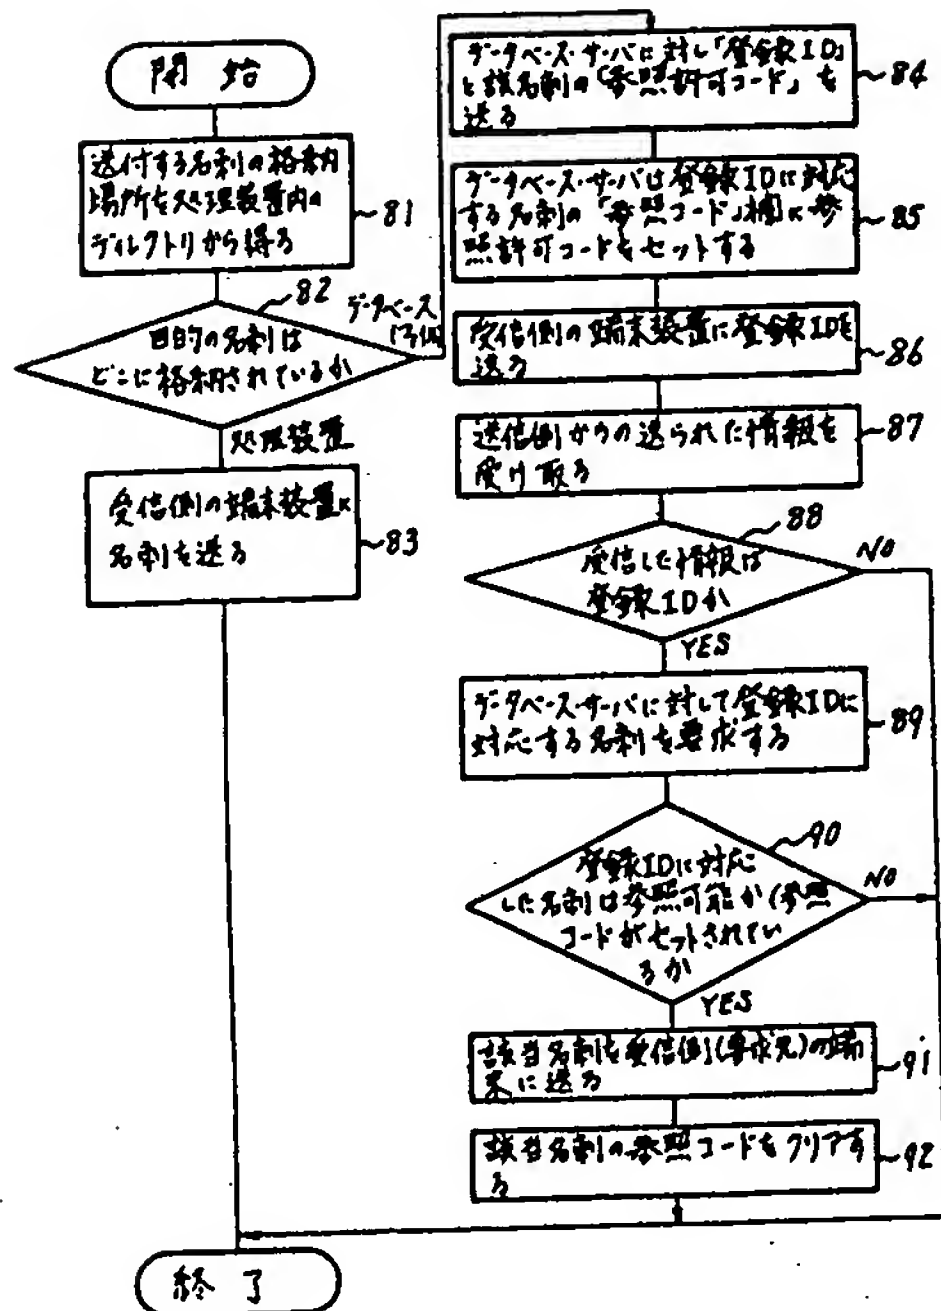 開始
送付する名刺の格納
場所を処理装置内の
ディレクトリから得る
81
82
目的の名刺は
どこに格納されているか
データベース
処理装置
受信側の端末装置に
名刺を送る
83
データベース・サーバに対し「登録ID」
と該名刺の「参照許可コード」を
送る
84
データベース・サーバは登録IDに対応
する名刺の「参照コード」欄に参
照許可コードをセットする
85
受信側の端末装置に登録IDを
送る
86
送信側からの送られた情報を
受け取る
87
88
受信した情報は
登録IDか
NO
YES
データベース・サーバに対して登録IDに
対応する名刺を要求する
89
90
登録IDに対応
した名刺は参照可能か(参照
コードがセットされてい
るか
NO
YES
該当名刺を受信側(要求元)の端
末に送る
91
該当名刺の参照コードをクリアす
る
92
終了